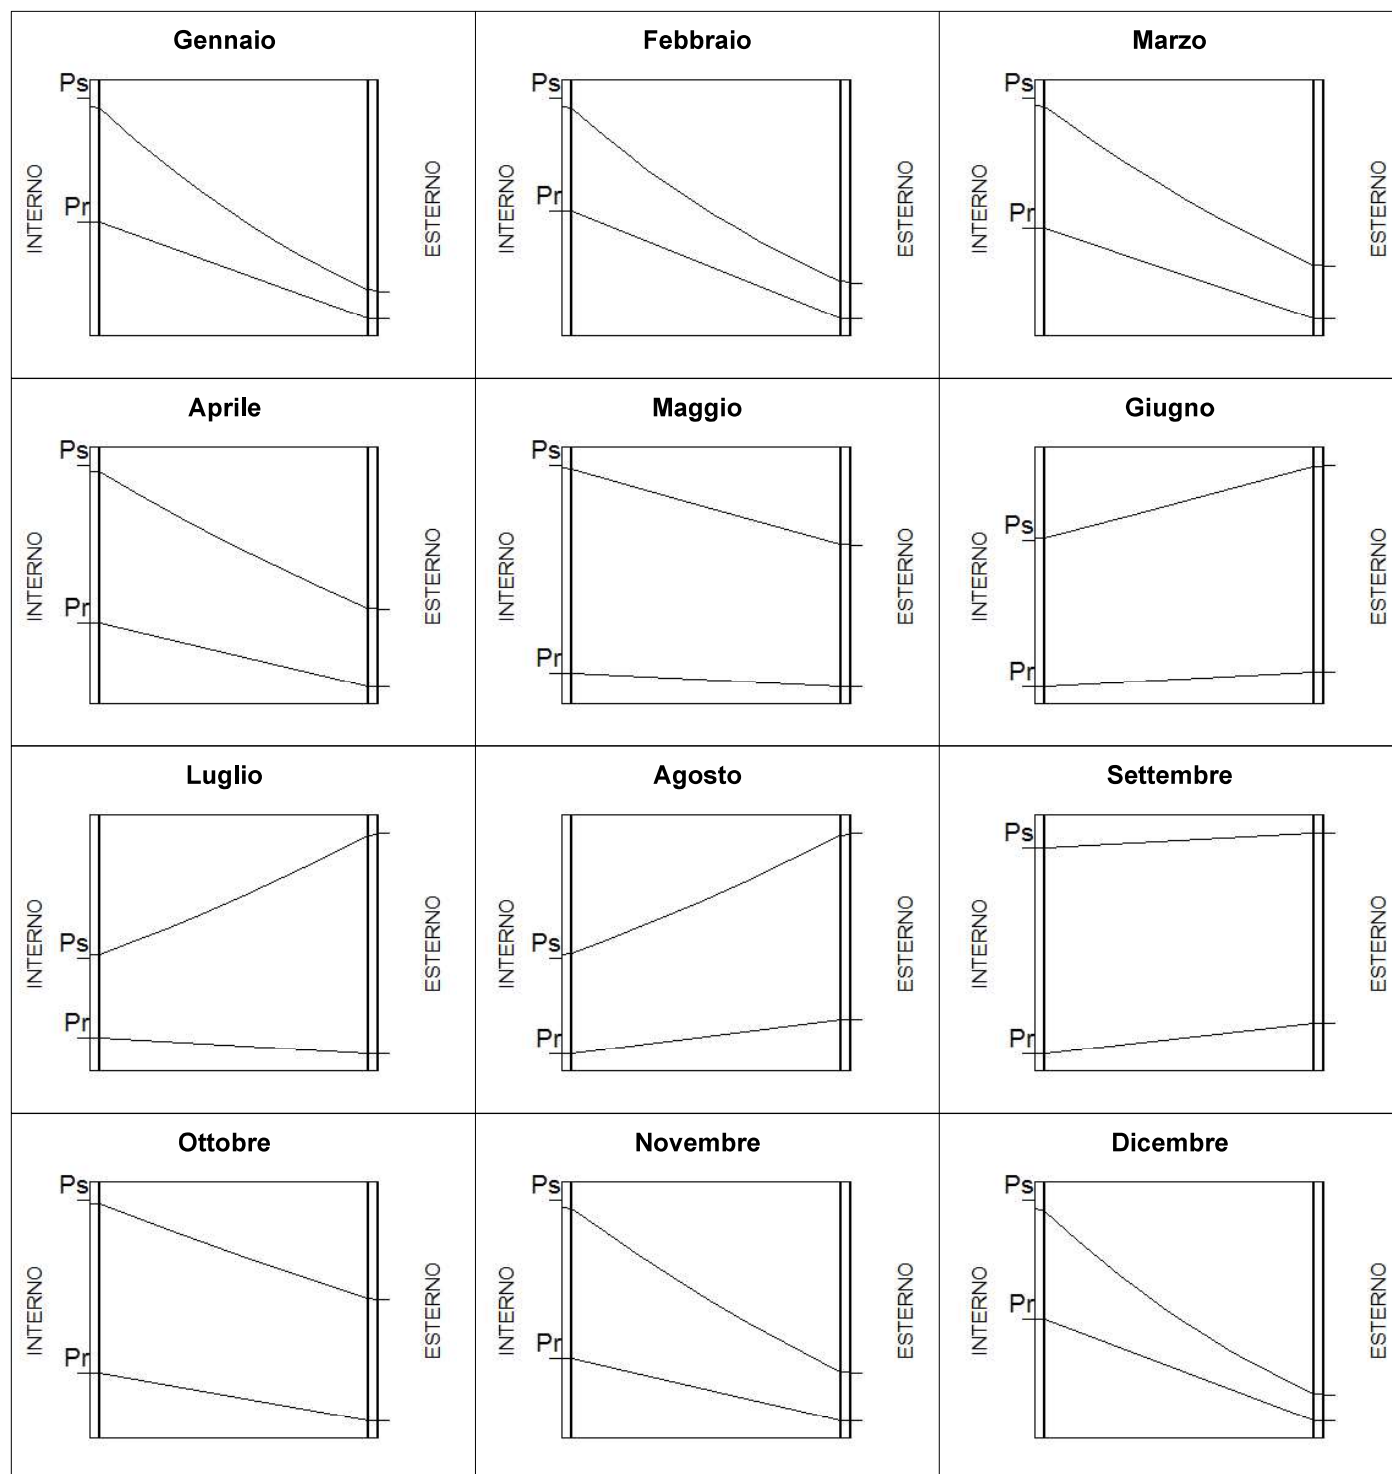 Gennaio
Ps
Pr
INTERNO
ESTERNO
Febbraio
Ps
Pr
INTERNO
ESTERNO
Marzo
Ps
Pr
INTERNO
ESTERNO
Aprile
Ps
Pr
INTERNO
ESTERNO
Maggio
Ps
Pr
INTERNO
ESTERNO
Giugno
Ps
Pr
INTERNO
ESTERNO
Luglio
Ps
Pr
INTERNO
ESTERNO
Agosto
Ps
Pr
INTERNO
ESTERNO
Settembre
Ps
Pr
INTERNO
ESTERNO
Ottobre
Ps
Pr
INTERNO
ESTERNO
Novembre
Ps
Pr
INTERNO
ESTERNO
Dicembre
Ps
Pr
INTERNO
ESTERNO